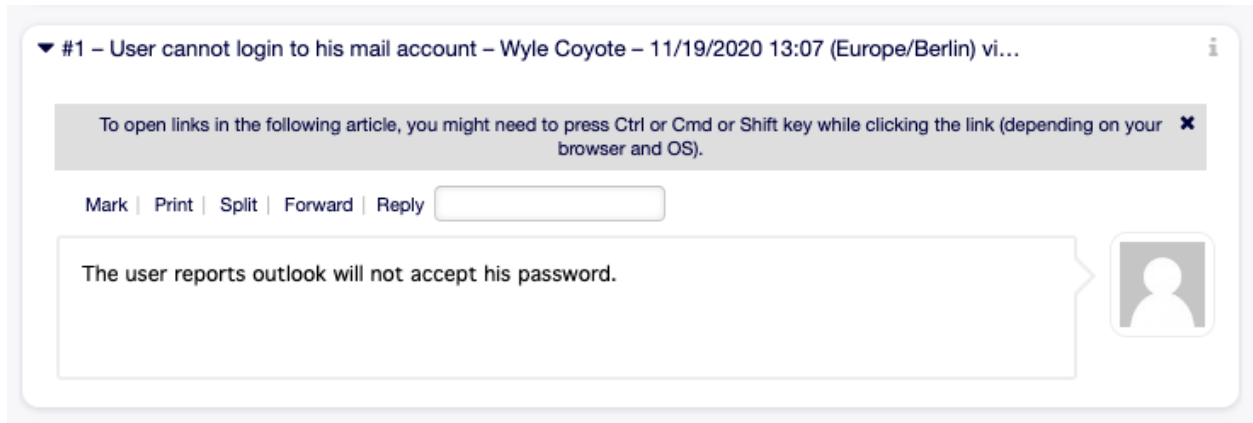 #1 – User cannot login to his mail account – Wyle Coyote – 11/19/2020 13:07 (Europe/Berlin) vi…
To open links in the following article, you might need to press Ctrl or Cmd or Shift key while clicking the link (depending on your
browser and OS).
Mark | Print | Split | Forward | Reply
The user reports outlook will not accept his password.